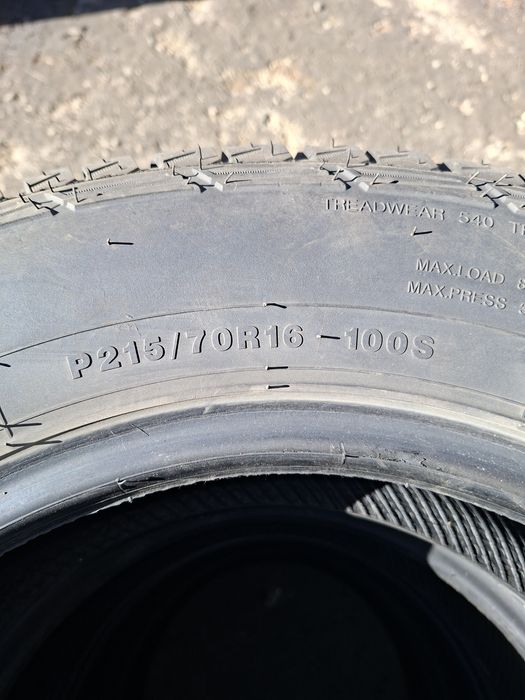 TREADWEAR 540
MAX.LOAD
MAX.PRESS
P215/70R16 - 100S